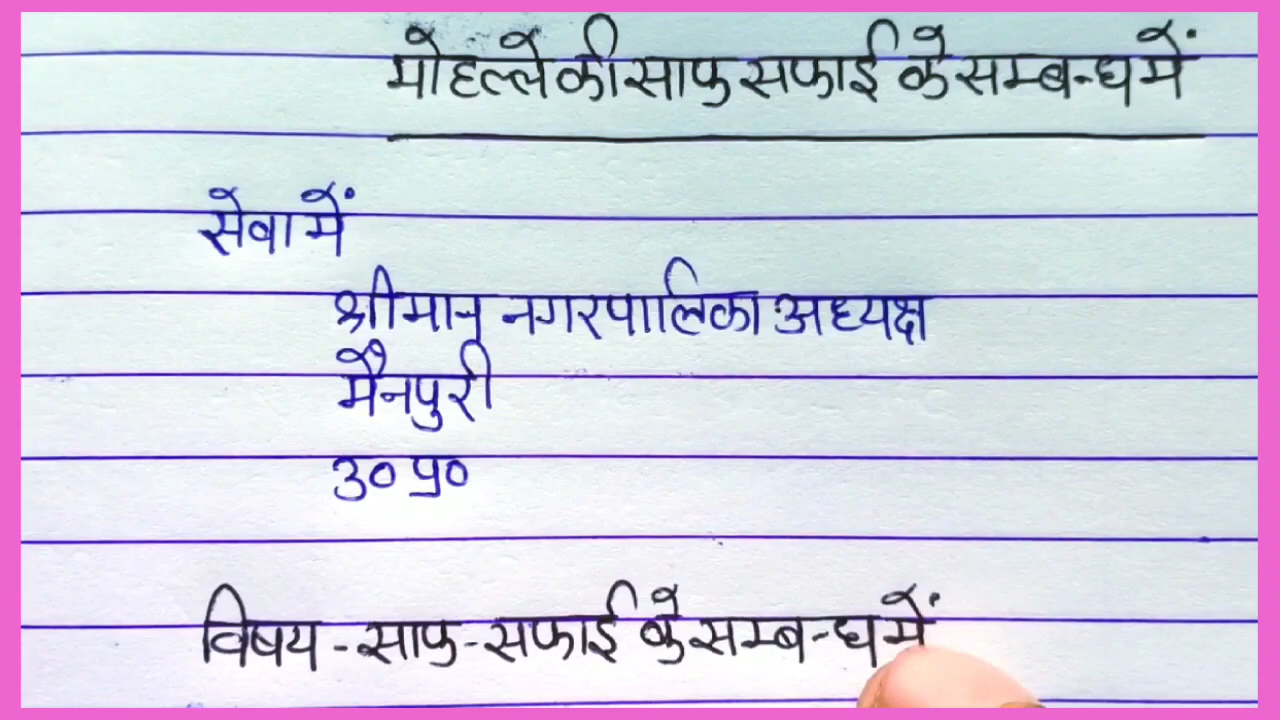 मोहल्ले की साफ सफाई के सम्बन्ध में
सेवा में
श्रीमान् नगरपालिका अध्यक्ष
मैनपुरी
उ० प्र०
विषय - साफ-सफाई के सम्बन्ध में